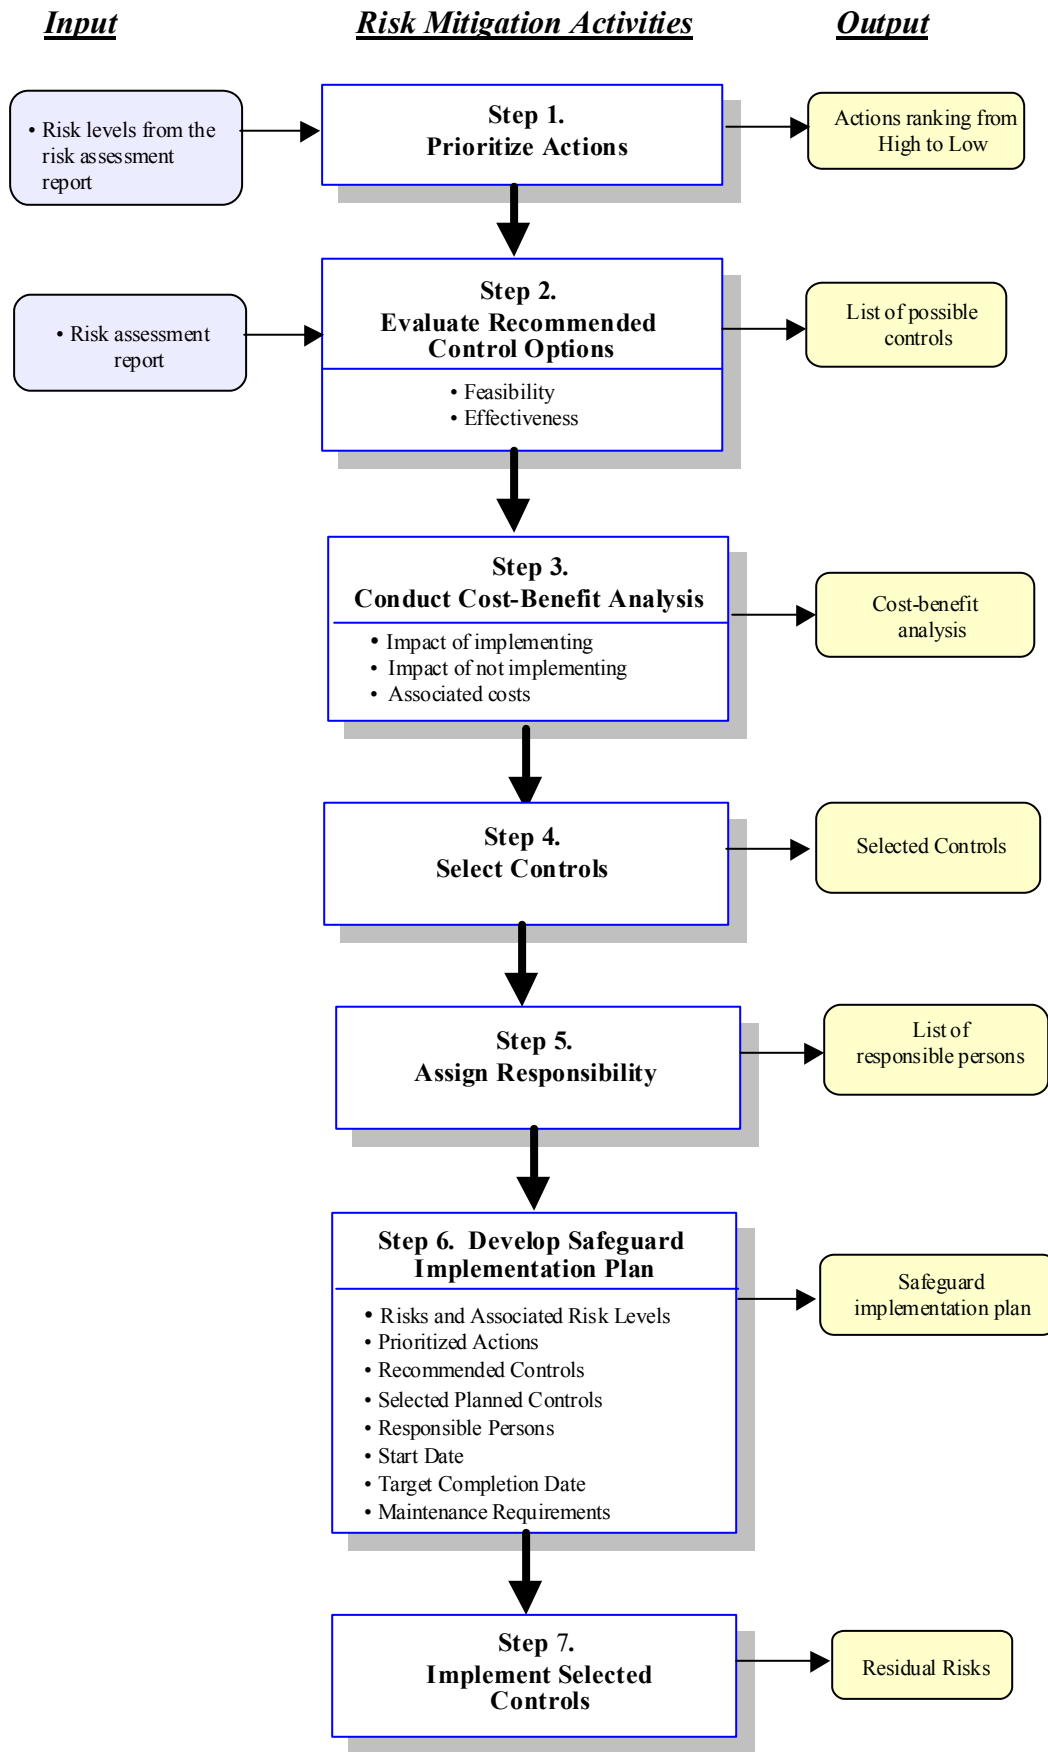 Input
Risk Mitigation Activities
Output
• Risk levels from the
risk assessment
report
Step 1.
Prioritize Actions
Actions ranking from
High to Low
• Risk assessment
report
Step 2.
Evaluate Recommended
Control Options
• Feasibility
• Effectiveness
List of possible
controls
Step 3.
Conduct Cost-Benefit Analysis
• Impact of implementing
• Impact of not implementing
• Associated costs
Cost-benefit
analysis
Step 4.
Select Controls
Selected Controls
Step 5.
Assign Responsibility
List of
responsible persons
Step 6. Develop Safeguard
Implementation Plan
• Risks and Associated Risk Levels
• Prioritized Actions
• Recommended Controls
• Selected Planned Controls
• Responsible Persons
• Start Date
• Target Completion Date
• Maintenance Requirements
Safeguard
implementation plan
Step 7.
Implement Selected
Controls
Residual Risks